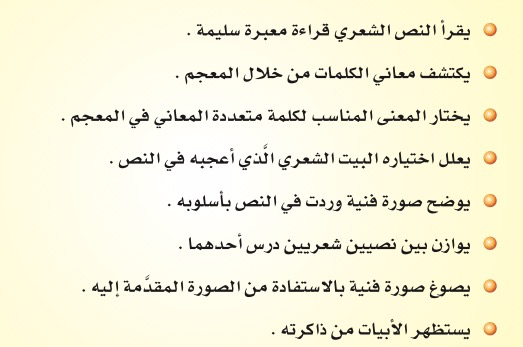 يقرأ النص الشعري قراءة معبرة سليمة .
يكتشف معاني الكلمات من خلال المعجم .
يختار المعنى المناسب لكلمة متعددة المعاني في المعجم .
يعلل اختياره البيت الشعري الَّذي أعجبه في النص .
يوضح صورة فنية وردت في النص بأسلوبه .
يوازن بين نصيين شعريين درس أحدهما .
يصوغ صورة فنية بالاستفادة من الصورة المقدَّمة إليه .
يستظهر الأبيات من ذاكرته .